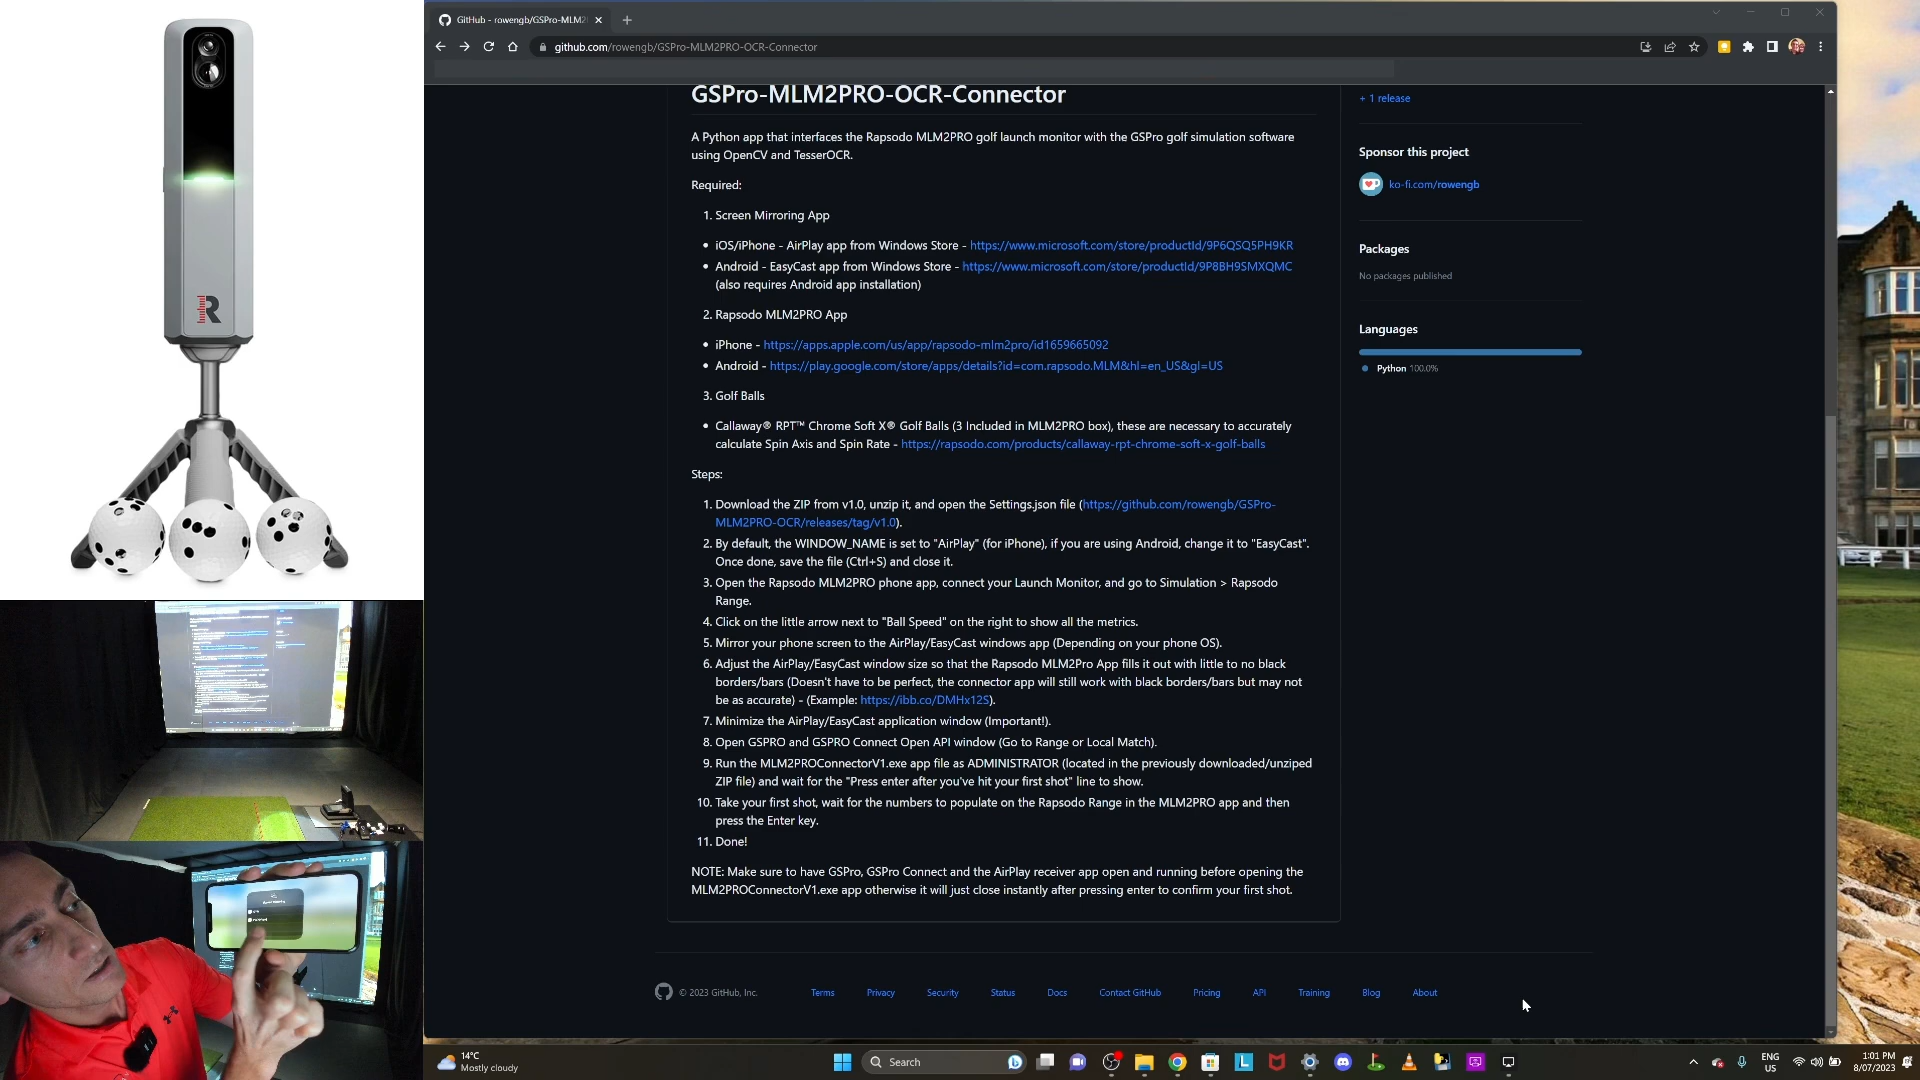 GitHub - rowengb/GSPro-MLM2
github.com/rowengb/GSPro-MLM2PRO-OCR-Connector
GSPro-MLM2PRO-OCR-Connector
A Python app that interfaces the Rapsodo MLM2PRO golf launch monitor with the GSPro golf simulation software
using OpenCV and TesserOCR.
Required:
1. Screen Mirroring App
• iOS/iPhone - AirPlay app from Windows Store - https://www.microsoft.com/store/productId/9P6QSQ5PH9KR
• Android - EasyCast app from Windows Store - https://www.microsoft.com/store/productId/9P8BH9SMXQMC
(also requires Android app installation)
2. Rapsodo MLM2PRO App
• iPhone - https://apps.apple.com/us/app/rapsodo-mlm2pro/id1659665092
• Android - https://play.google.com/store/apps/details?id=com.rapsodo.MLM&hl=en_US&gl=US
3. Golf Balls
• Callaway® RPT™ Chrome Soft X® Golf Balls (3 Included in MLM2PRO box), these are necessary to accurately
calculate Spin Axis and Spin Rate - https://rapsodo.com/products/callaway-rpt-chrome-soft-x-golf-balls
Steps:
1. Download the ZIP from v1.0, unzip it, and open the Settings.json file (https://github.com/rowengb/GSPro-
MLM2PRO-OCR/releases/tag/v1.0).
2. By default, the WINDOW_NAME is set to "AirPlay" (for iPhone), if you are using Android, change it to "EasyCast".
Once done, save the file (Ctrl+S) and close it.
3. Open the Rapsodo MLM2PRO phone app, connect your Launch Monitor, and go to Simulation > Rapsodo
Range.
4. Click on the little arrow next to "Ball Speed" on the right to show all the metrics.
5. Mirror your phone screen to the AirPlay/EasyCast windows app (Depending on your phone OS).
6. Adjust the AirPlay/EasyCast window size so that the Rapsodo MLM2Pro App fills it out with little to no black
borders/bars (Doesn't have to be perfect, the connector app will still work with black borders/bars but may not
be as accurate) - (Example: https://ibb.co/DMHx12S).
7. Minimize the AirPlay/EasyCast application window (Important!).
8. Open GSPRO and GSPRO Connect Open API window (Go to Range or Local Match).
9. Run the MLM2PROConnectorV1.exe app file as ADMINISTRATOR (located in the previously downloaded/unziped
ZIP file) and wait for the "Press enter after you've hit your first shot" line to show.
10. Take your first shot, wait for the numbers to populate on the Rapsodo Range in the MLM2PRO app and then
press the Enter key.
11. Done!
NOTE: Make sure to have GSPro, GSPro Connect and the AirPlay receiver app open and running before opening the
MLM2PROConnectorV1.exe app otherwise it will just close instantly after pressing enter to confirm your first shot.
+ 1 release
Sponsor this project
ko-fi.com/rowengb
Packages
No packages published
Languages
Python 100.0%
© 2023 GitHub, Inc.
Terms
Privacy
Security
Status
Docs
Contact GitHub
Pricing
API
Training
Blog
About
R
14°C
Mostly cloudy
Search
ENG
US
1:01 PM
8/07/2023